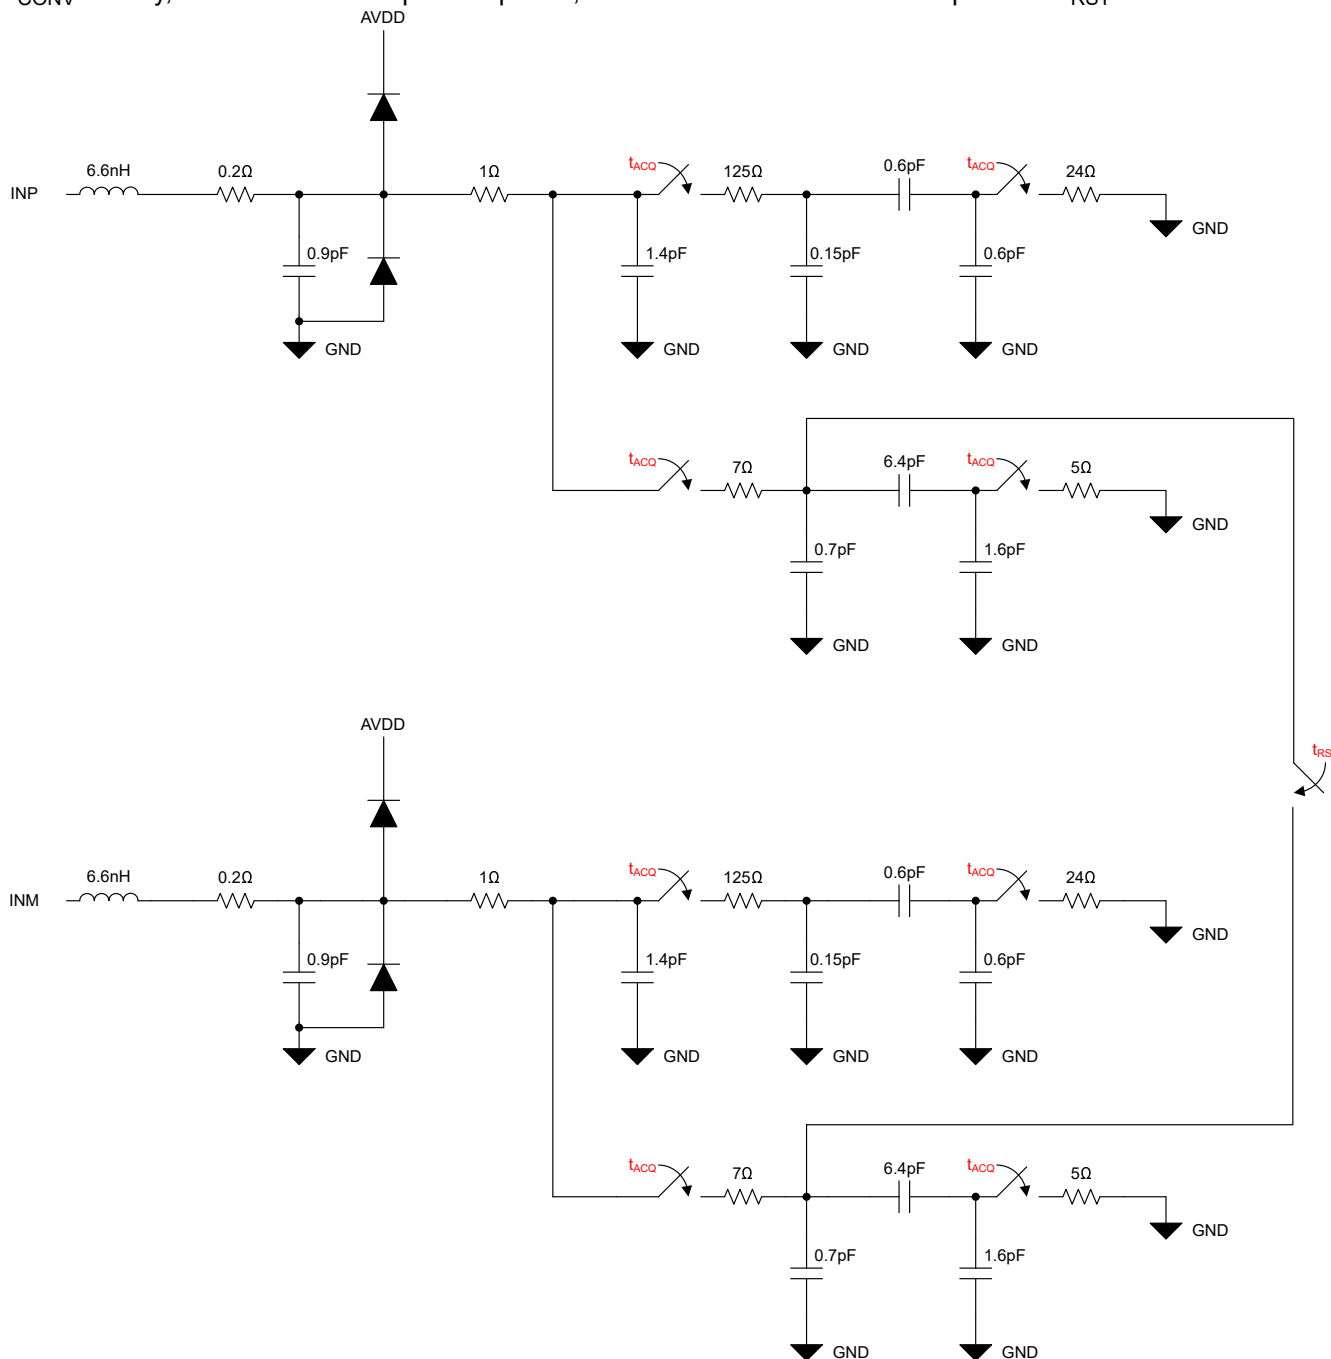 CONV
RST
AVDD
6.6nH 0.2Ω 1Ω tACQ 125Ω 0.6pF tACQ 24Ω
INP
GND
0.9pF 1.4pF 0.15pF 0.6pF
GND GND GND GND
tACQ 7Ω 6.4pF tACQ 5Ω
GND
0.7pF 1.6pF
GND GND
AVDD
tRS
6.6nH 0.2Ω 1Ω tACQ 125Ω 0.6pF tACQ 24Ω
INM
GND
0.9pF 1.4pF 0.15pF 0.6pF
GND GND GND GND
tACQ 7Ω 6.4pF tACQ 5Ω
GND
0.7pF 1.6pF
GND GND